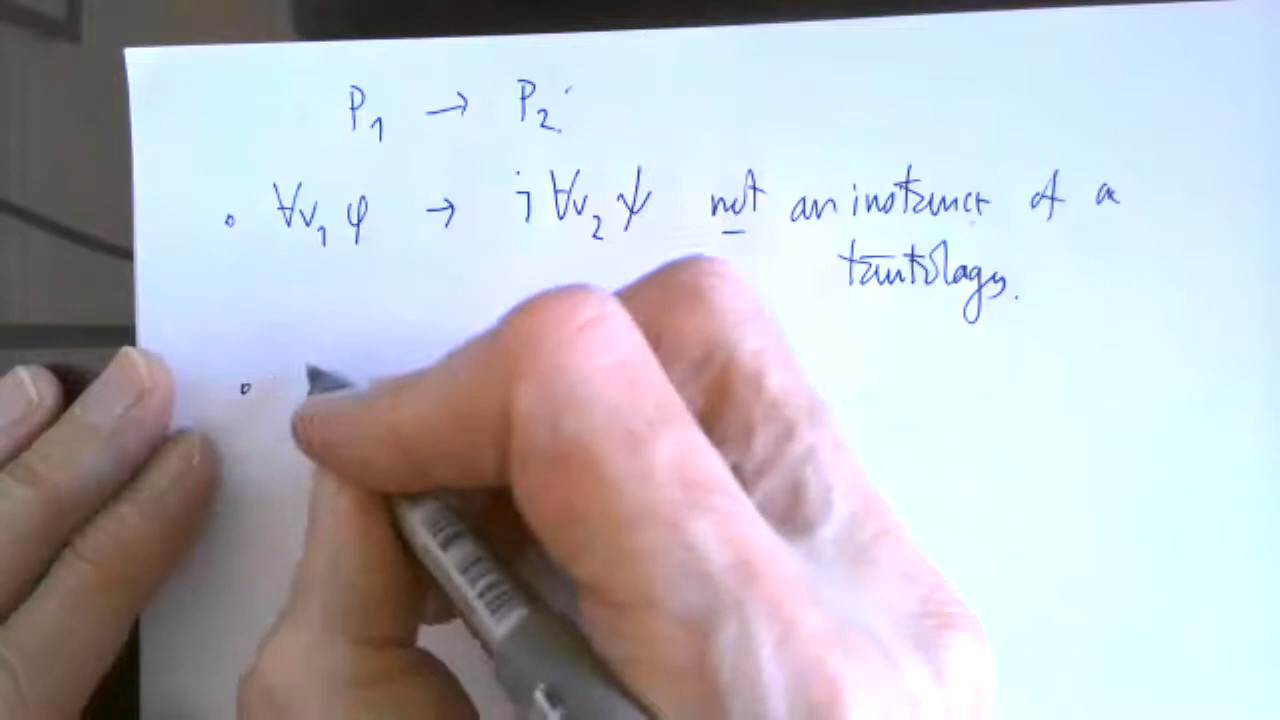 P₁ → P₂
∀v₁ φ → ¬∀v₂ ψ not an instance of a
tautology.